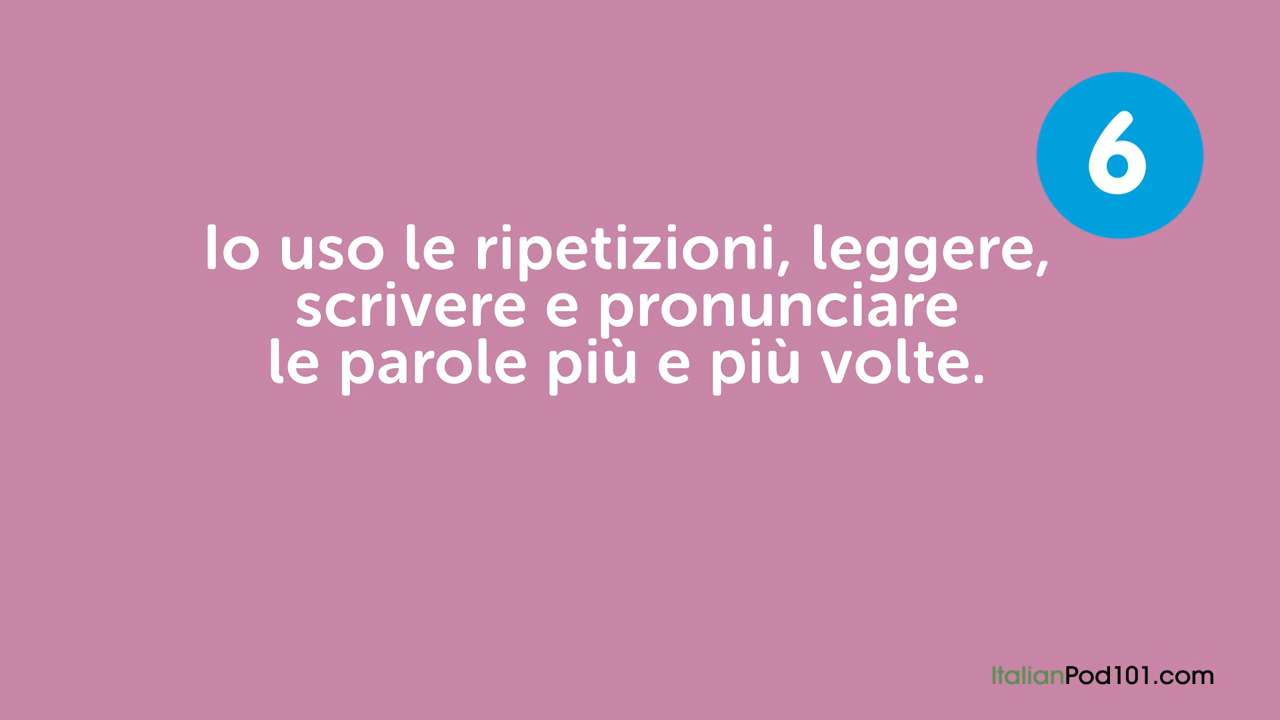 6
Io uso le ripetizioni, leggere,
scrivere e pronunciare
le parole più e più volte.
ItalianPod101.com